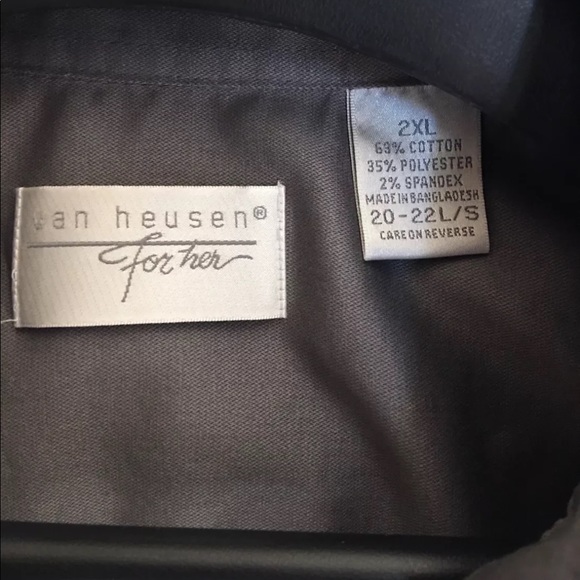 van heusen®
for her
2XL
63% COTTON
35% POLYESTER
2% SPANDEX
MADE IN BANGLADESH
20-22L/S
CARE ON REVERSE